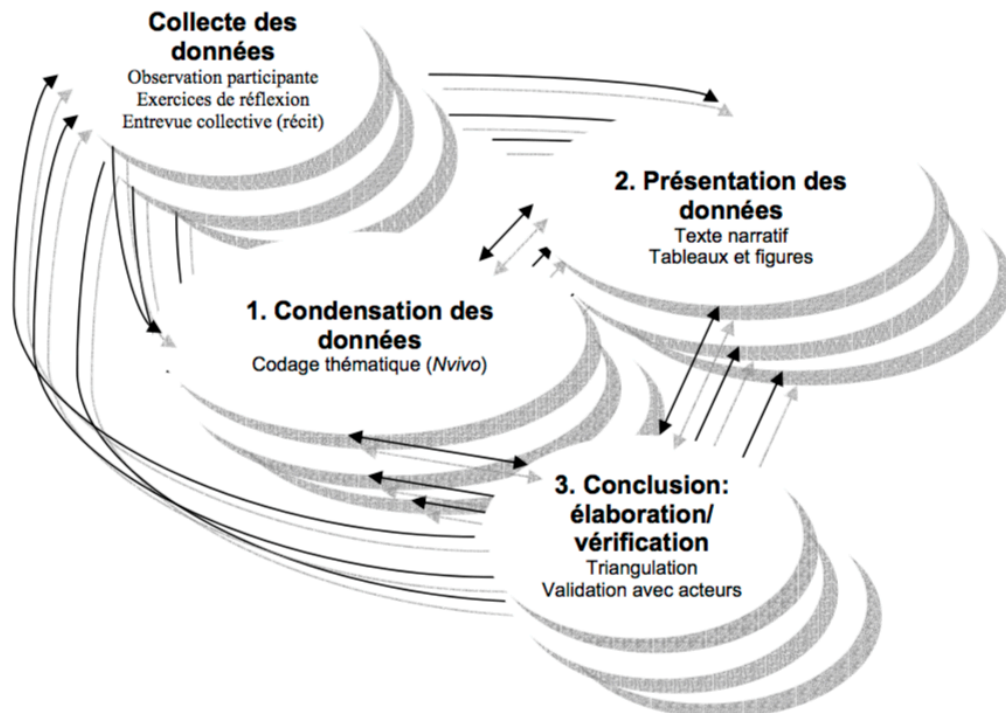 Collecte des
données
Observation participante
Exercices de réflexion
Entrevue collective (récit)
2. Présentation des
données
Texte narratif
Tableaux et figures
1. Condensation des
données
Codage thématique (Nvivo)
3. Conclusion:
élaboration/
vérification
Triangulation
Validation avec acteurs